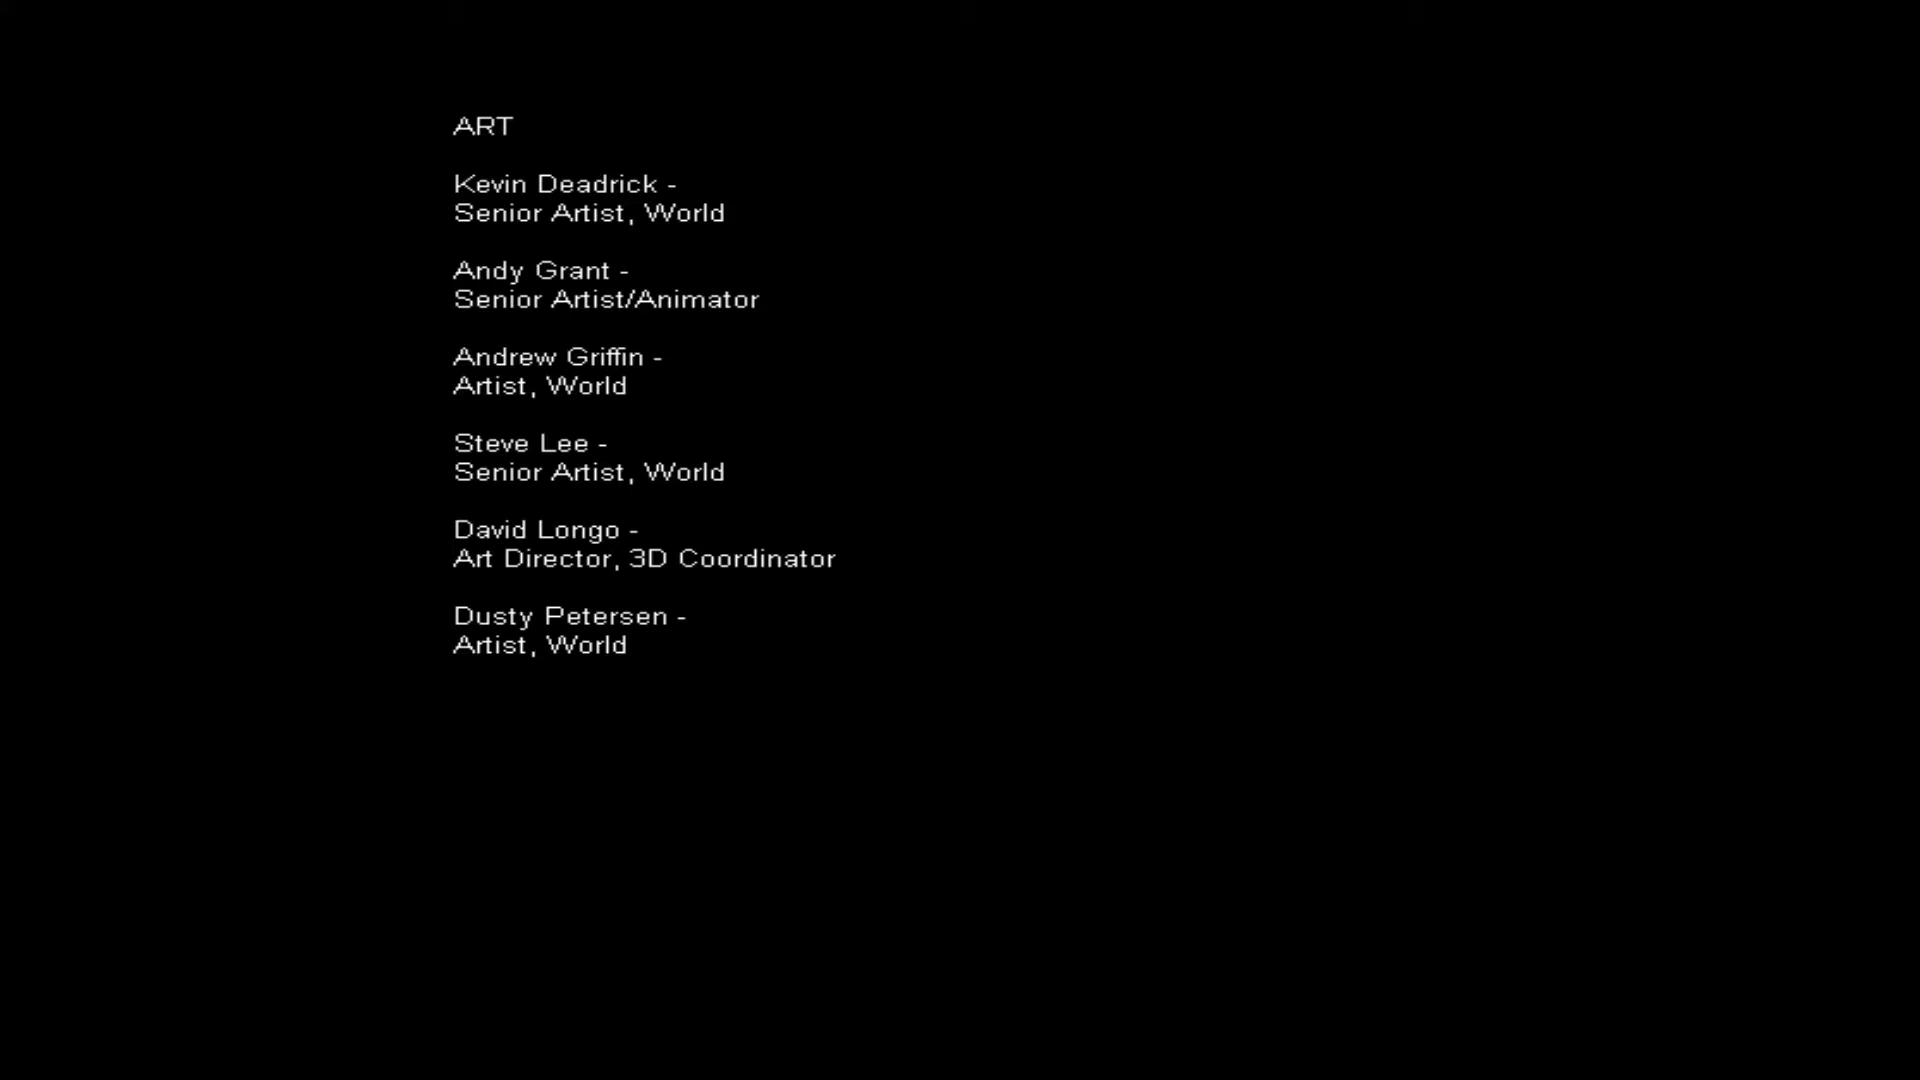 ART
Kevin Deadrick -
Senior Artist, World
Andy Grant -
Senior Artist/Animator
Andrew Griffin -
Artist, World
Steve Lee -
Senior Artist, World
David Longo -
Art Director, 3D Coordinator
Dusty Petersen -
Artist, World